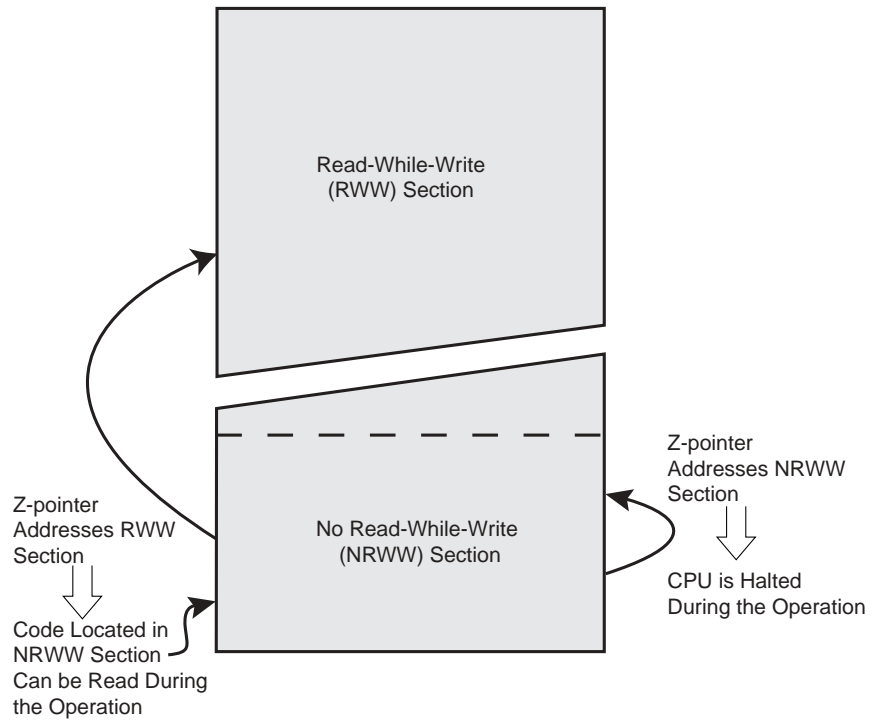 Read-While-Write
(RWW) Section
Z-pointer
Addresses RWW
Section
Code Located in
NRWW Section
Can be Read During
the Operation
No Read-While-Write
(NRWW) Section
Z-pointer
Addresses NRWW
Section
CPU is Halted
During the Operation